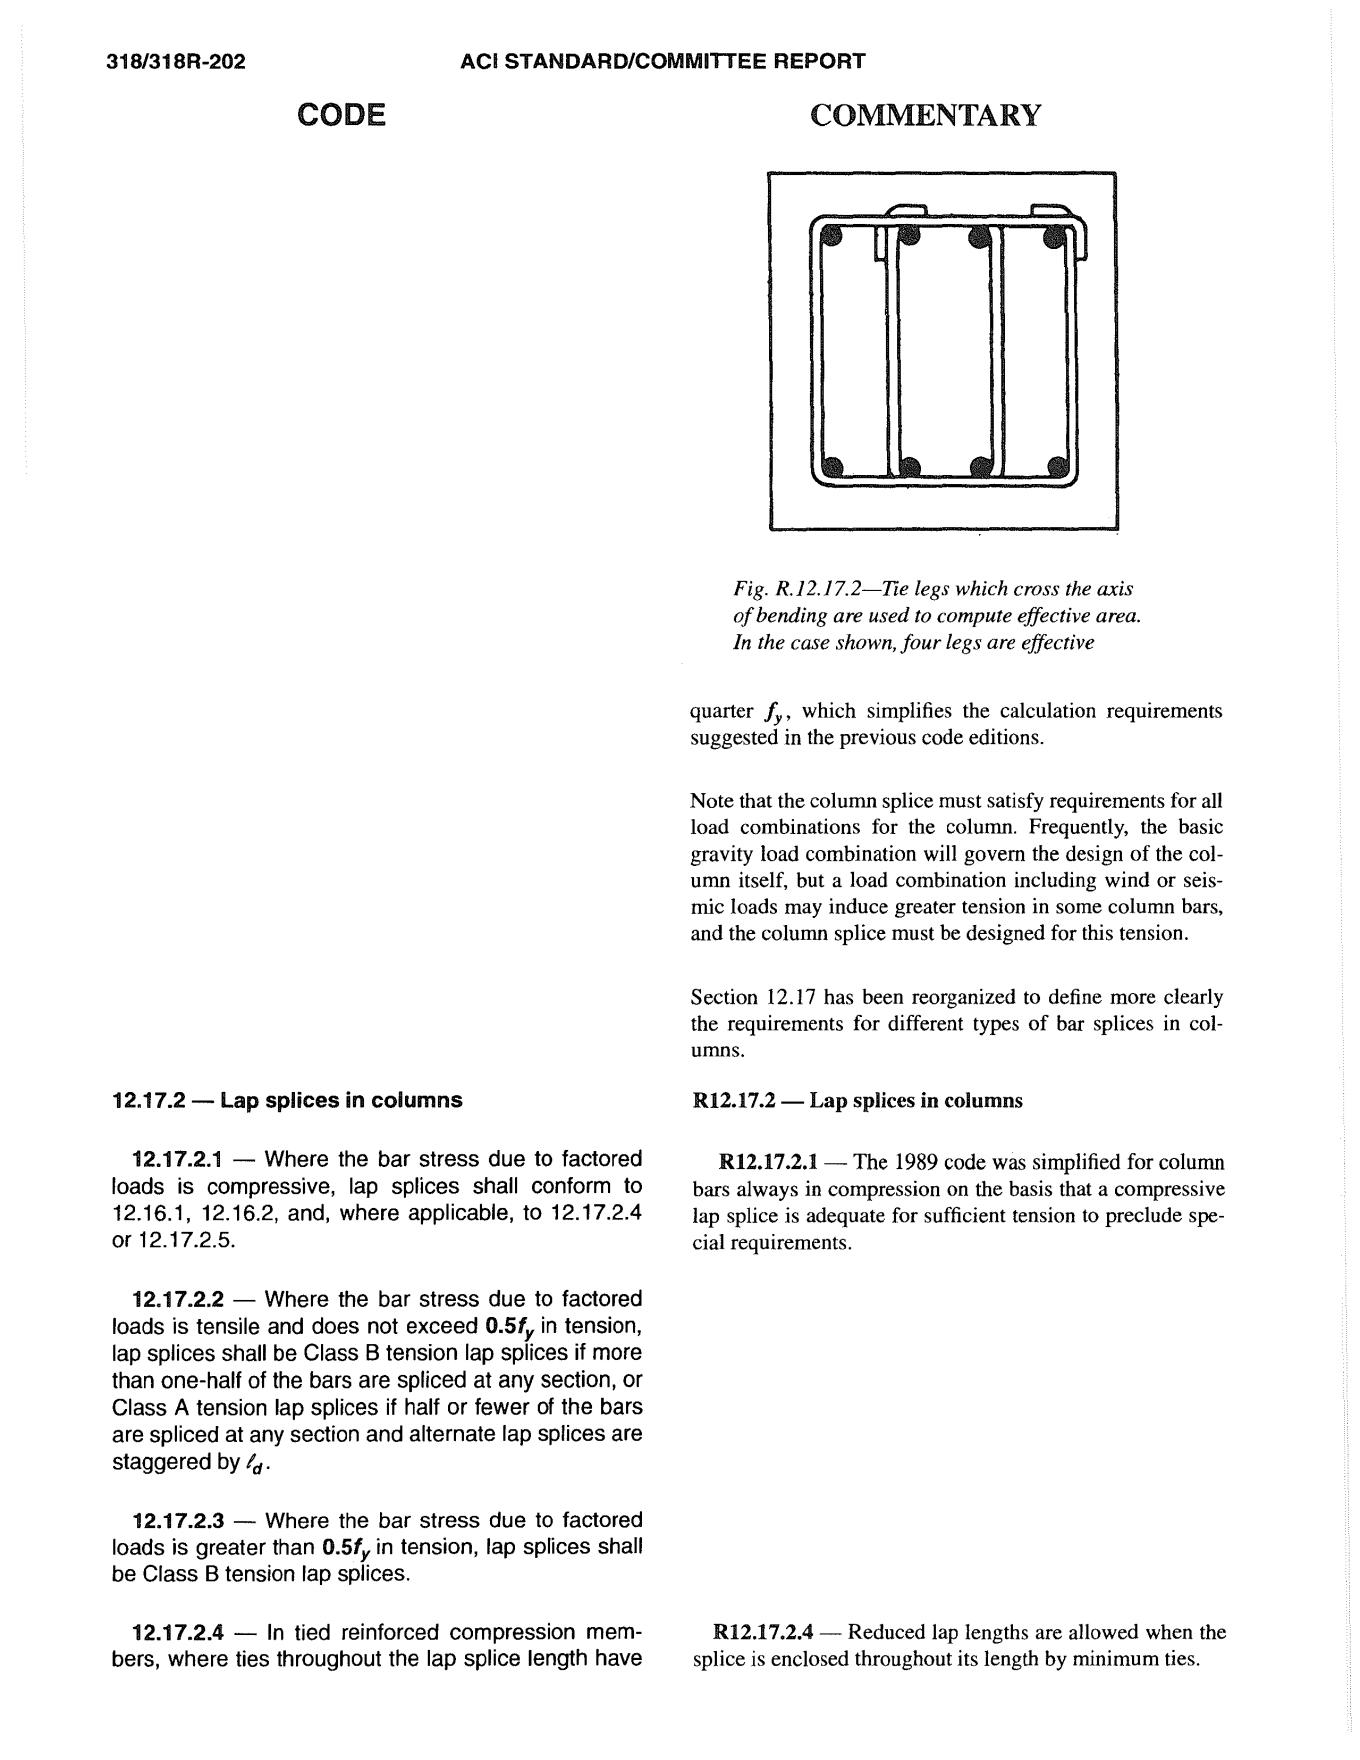 318/318R-202
ACI STANDARD/COMMITTEE REPORT
CODE
COMMENTARY
Fig. R.12.17.2—Tie legs which cross the axis
of bending are used to compute effective area.
In the case shown, four legs are effective
quarter fy, which simplifies the calculation requirements
suggested in the previous code editions.
Note that the column splice must satisfy requirements for all
load combinations for the column. Frequently, the basic
gravity load combination will govern the design of the col-
umn itself, but a load combination including wind or seis-
mic loads may induce greater tension in some column bars,
and the column splice must be designed for this tension.
Section 12.17 has been reorganized to define more clearly
the requirements for different types of bar splices in col-
umns.
12.17.2 — Lap splices in columns
12.17.2.1 — Where the bar stress due to factored
loads is compressive, lap splices shall conform to
12.16.1, 12.16.2, and, where applicable, to 12.17.2.4
or 12.17.2.5.
12.17.2.2 — Where the bar stress due to factored
loads is tensile and does not exceed 0.5fy in tension,
lap splices shall be Class B tension lap splices if more
than one-half of the bars are spliced at any section, or
Class A tension lap splices if half or fewer of the bars
are spliced at any section and alternate lap splices are
staggered by ℓd.
12.17.2.3 — Where the bar stress due to factored
loads is greater than 0.5fy in tension, lap splices shall
be Class B tension lap splices.
12.17.2.4 — In tied reinforced compression mem-
bers, where ties throughout the lap splice length have
R12.17.2 — Lap splices in columns
R12.17.2.1 — The 1989 code was simplified for column
bars always in compression on the basis that a compressive
lap splice is adequate for sufficient tension to preclude spe-
cial requirements.
R12.17.2.4 — Reduced lap lengths are allowed when the
splice is enclosed throughout its length by minimum ties.